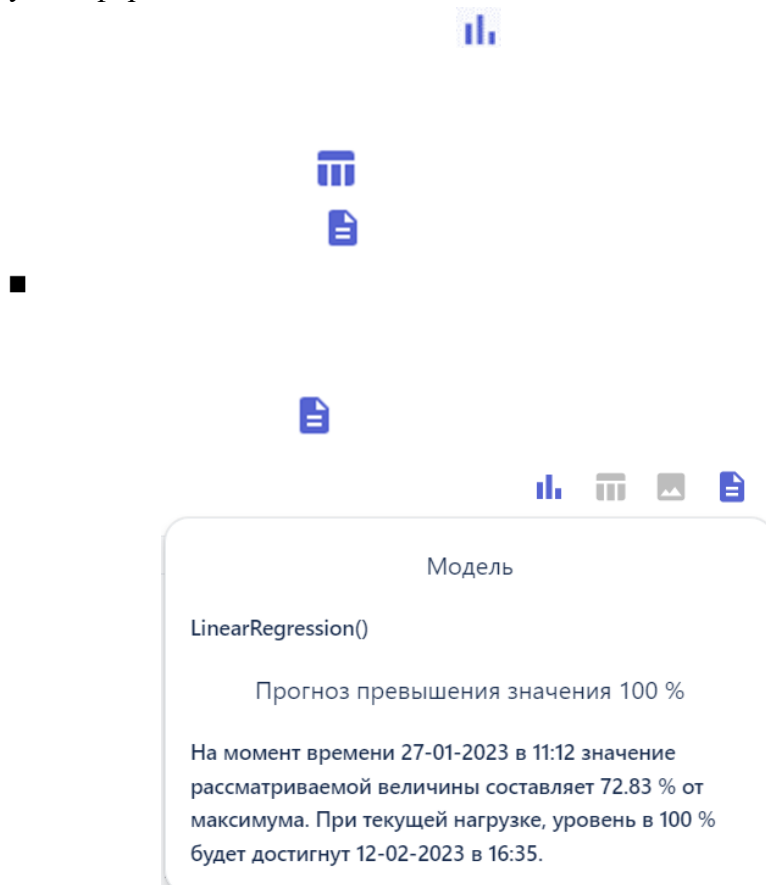 Модель
LinearRegression()
Прогноз превышения значения 100 %
На момент времени 27-01-2023 в 11:12 значение
рассматриваемой величины составляет 72.83 % от
максимума. При текущей нагрузке, уровень в 100 %
будет достигнут 12-02-2023 в 16:35.